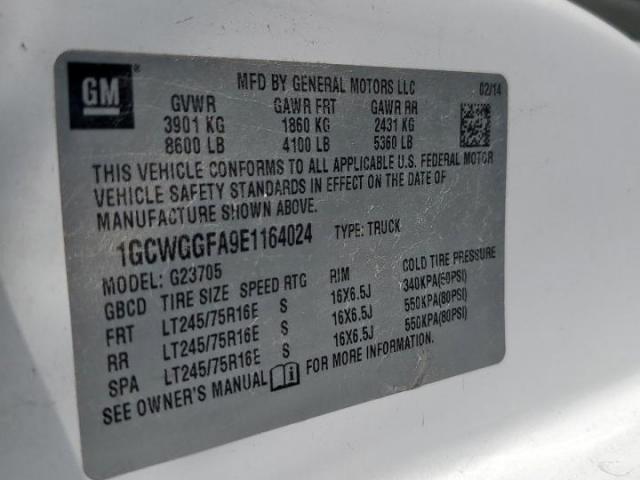 GM
MFD BY GENERAL MOTORS LLC 02/14
GVWR GAWR FRT GAWR RR
3901 KG 1860 KG 2431 KG
8600 LB 4100 LB 5360 LB
THIS VEHICLE CONFORMS TO ALL APPLICABLE U.S. FEDERAL MOTOR
VEHICLE SAFETY STANDARDS IN EFFECT ON THE DATE OF
MANUFACTURE SHOWN ABOVE.
1GCWGGFA9E1164024 TYPE: TRUCK
MODEL: G23705
GBCD TIRE SIZE SPEED RTG RIM COLD TIRE PRESSURE
FRT LT245/75R16E S 16X6.5J 340KPA(50PSI)
RR LT245/75R16E S 16X6.5J 550KPA(80PSI)
SPA LT245/75R16E S 16X6.5J 550KPA(80PSI)
SEE OWNER'S MANUAL FOR MORE INFORMATION.